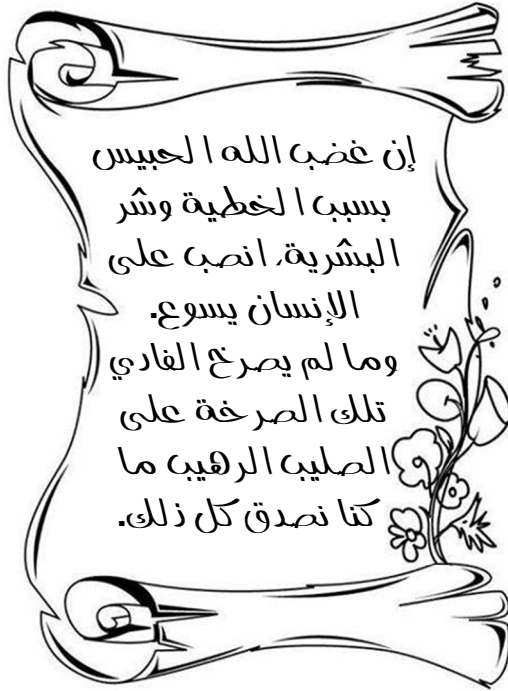 إن غضب الله الحبيس
بسبب الخطية وشر
البشرية، انصب على
الإنسان يسوع.
وما لم يصرخ الفادي
تلك الصرخة على
الصليب الرهيب ما
كنا نصدق كل ذلك.